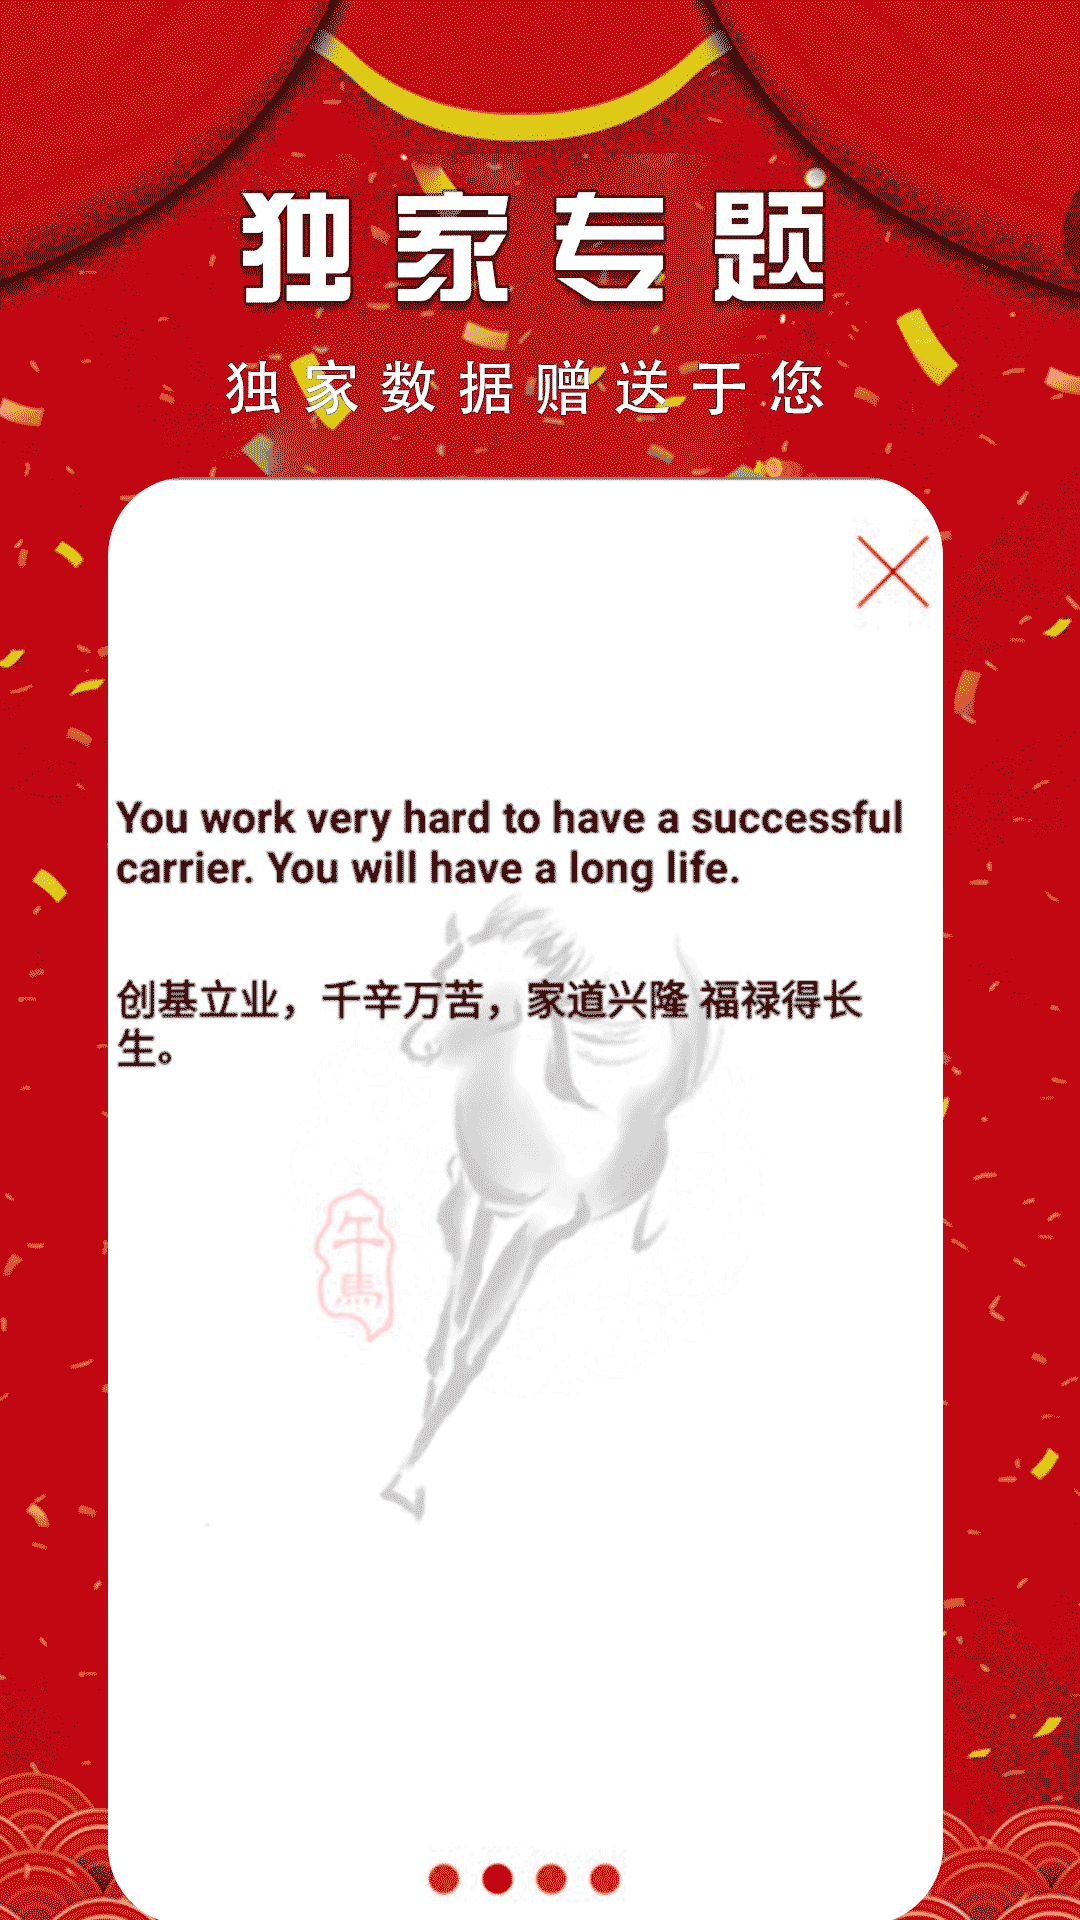 独家专题
独家数据赠送于您
You work very hard to have a successful
carrier. You will have a long life.
创基立业，千辛万苦，家道兴隆 福禄得长
生。
午
馬